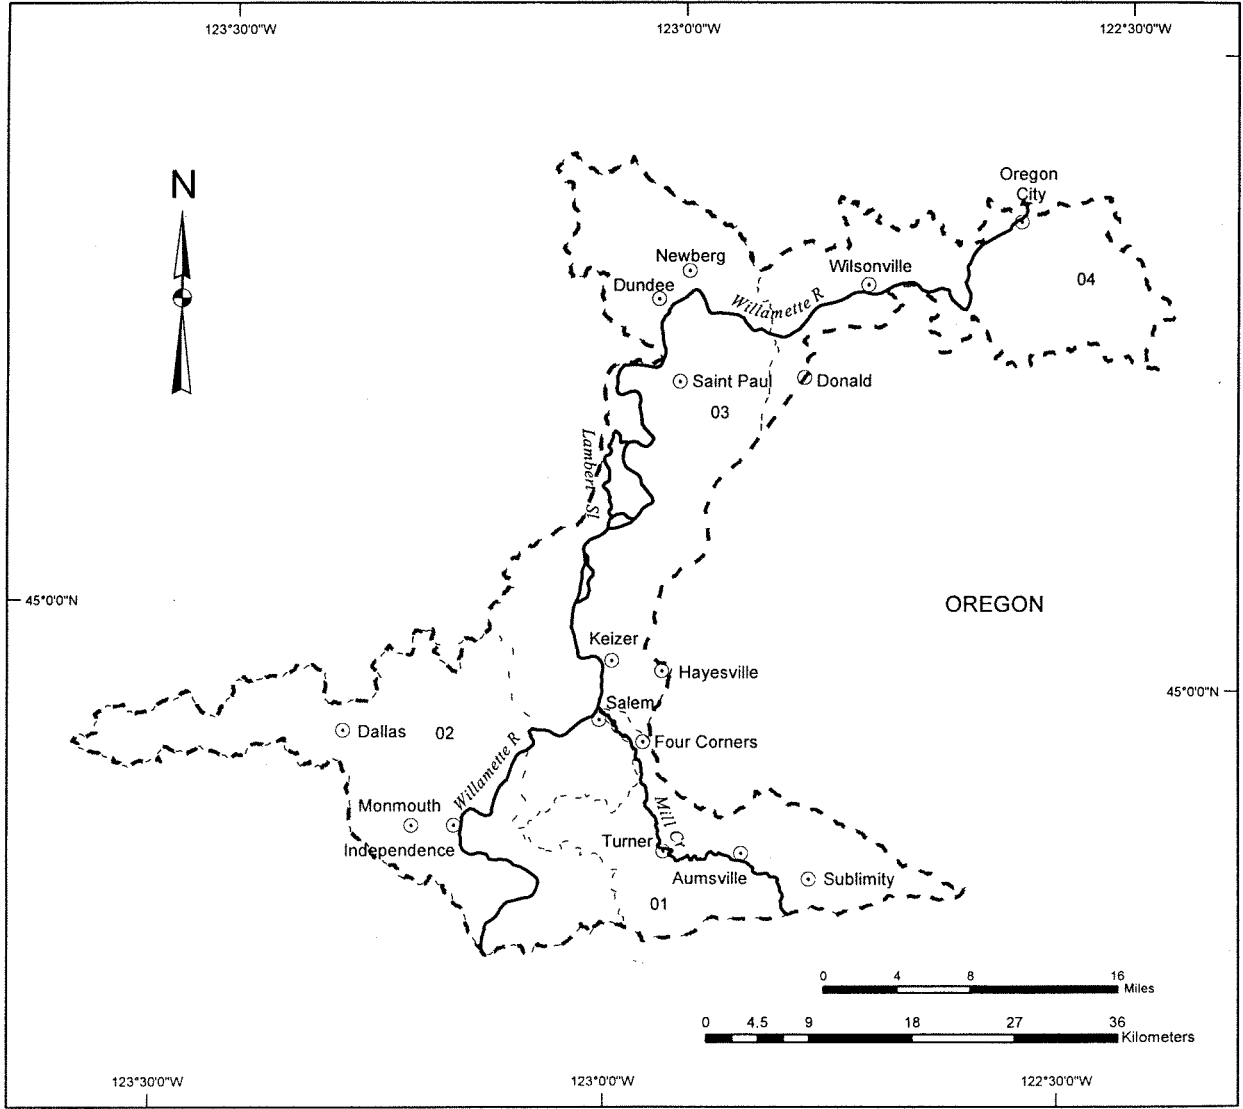 123°30'0"W
123°0'0"W
122°30'0"W
N
Oregon
City
Newberg
Wilsonville
04
Dundee
Willamette R
Saint Paul
Donald
03
Lambert Sl
45°0'0"N
OREGON
Keizer
Hayesville
45°0'0"N
Salem
Dallas
02
Four Corners
Willamette R
Monmouth
Mill Cr
Independence
Turner
Aumsville
Sublimity
01
0 4 8 16
Miles
0 4.5 9 18 27 36
Kilometers
123°30'0"W
123°0'0"W
122°30'0"W